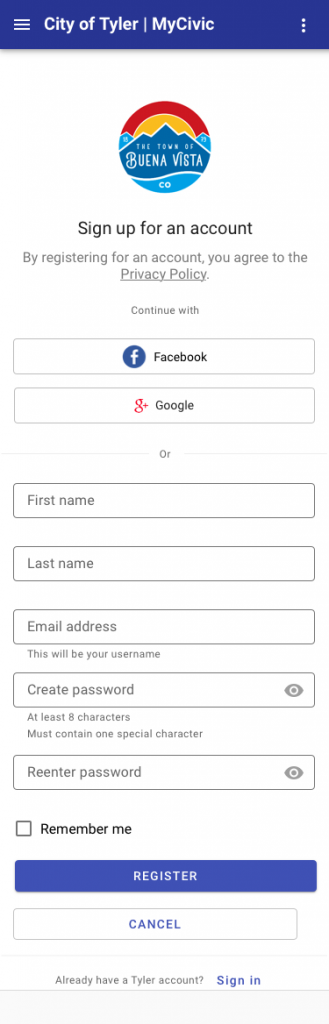 City of Tyler | MyCivic
THE TOWN OF
BUENA VISTA
CO
Sign up for an account
By registering for an account, you agree to the
Privacy Policy.
Continue with
Facebook
Google
Or
First name
Last name
Email address
This will be your username
Create password
At least 8 characters
Must contain one special character
Reenter password
Remember me
REGISTER
CANCEL
Already have a Tyler account? Sign in